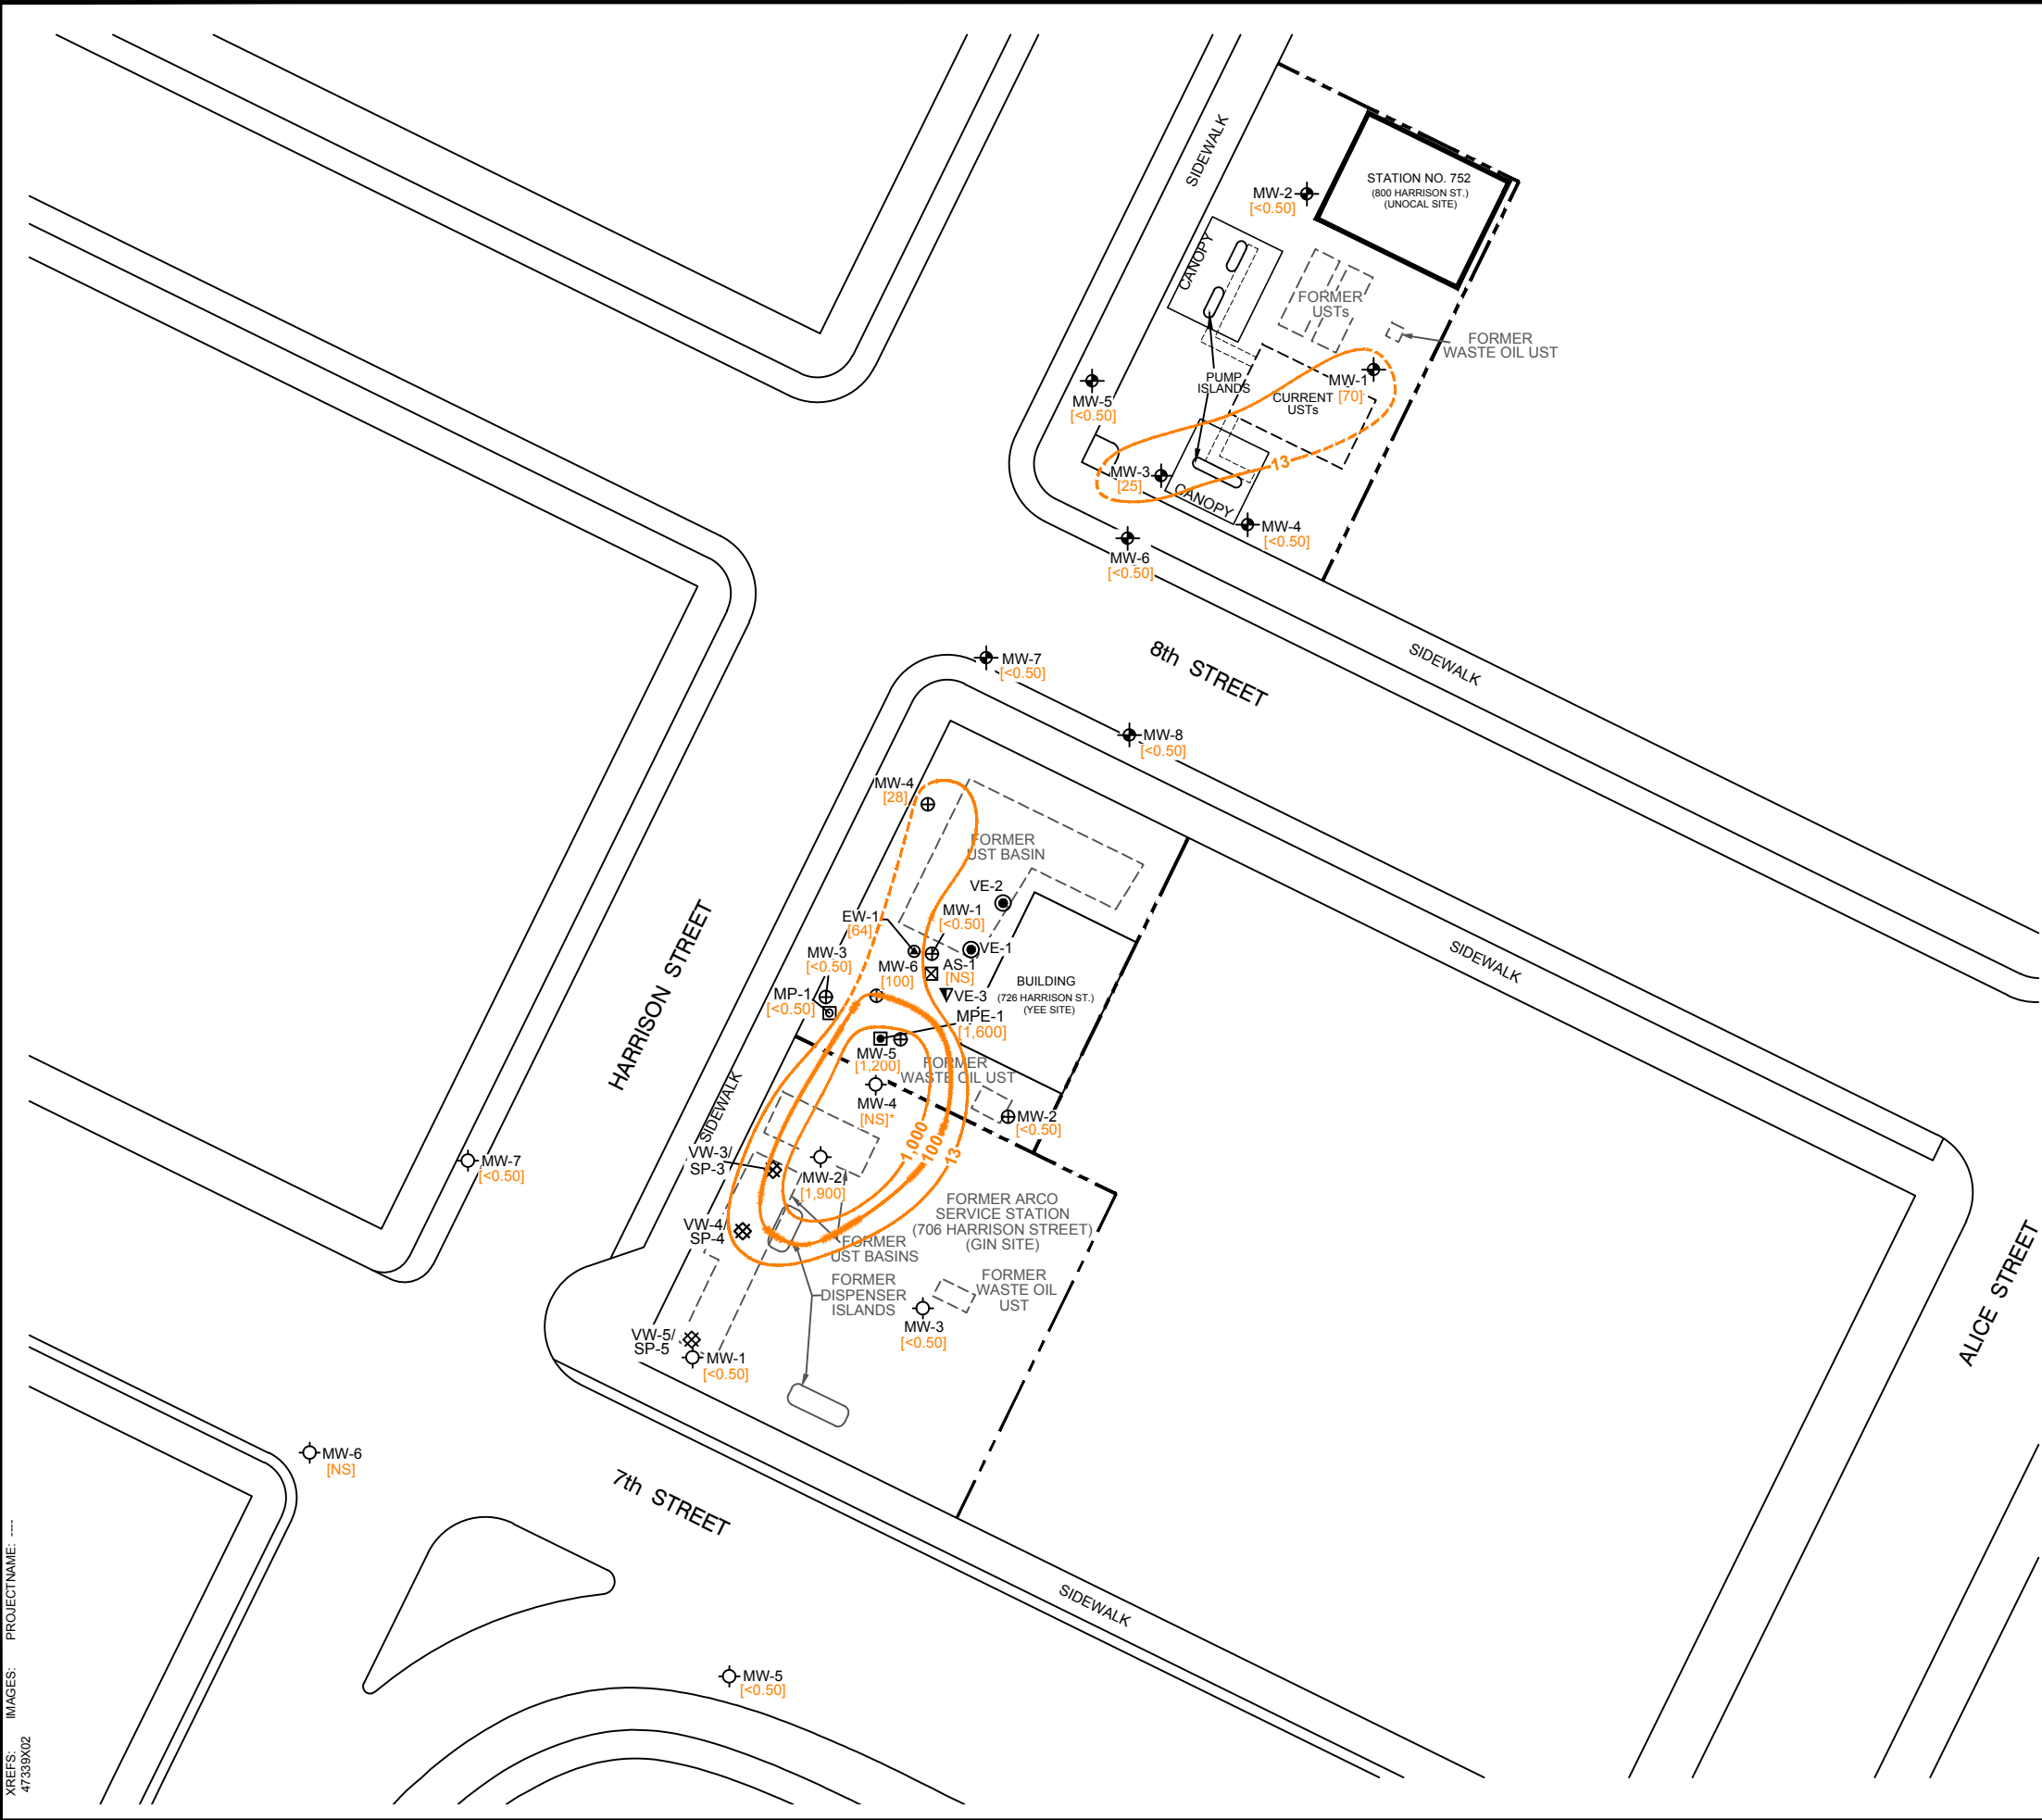 SIDEWALK
STATION NO. 752
(800 HARRISON ST.)
(UNOCAL SITE)
MW-2
[<0.50]
CANOPY
FORMER
USTs
FORMER
WASTE OIL UST
PUMP
ISLANDS
MW-1
[70]
CURRENT
USTs
MW-5
[<0.50]
13
MW-3
[25]
CANOPY
MW-4
[<0.50]
MW-6
[<0.50]
8th STREET
SIDEWALK
MW-7
[<0.50]
MW-8
[<0.50]
MW-4
[28]
FORMER
UST BASIN
VE-2
EW-1
[64]
MW-1
[<0.50]
VE-1
MW-3
[<0.50]
MW-6
[100]
AS-1
[NS]
MP-1
[<0.50]
VE-3
BUILDING
(726 HARRISON ST.)
(YEE SITE)
MPE-1
[1,600]
MW-5
[1,200]
FORMER
WASTE OIL UST
MW-4
[NS]*
MW-2
[<0.50]
HARRISON STREET
SIDEWALK
SIDEWALK
1,000
100
13
VW-3/
SP-3
MW-2
[1,900]
MW-7
[<0.50]
VW-4/
SP-4
FORMER ARCO
SERVICE STATION
(706 HARRISON STREET)
(GIN SITE)
FORMER
UST BASINS
FORMER
DISPENSER
ISLANDS
FORMER
WASTE OIL
UST
MW-3
[<0.50]
VW-5/
SP-5
MW-1
[<0.50]
ALICE STREET
MW-6
[NS]
7th STREET
SIDEWALK
MW-5
[<0.50]
XREFS: IMAGES: PROJECTNAME: ----
47339X02